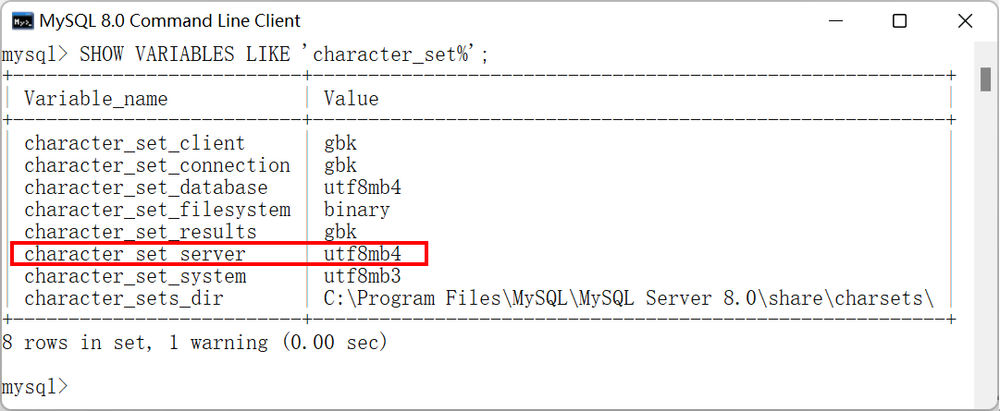 MySQL 8.0 Command Line Client
mysql> SHOW VARIABLES LIKE 'character_set%';
+--------------------------+----------------------------------------------------------+
| Variable_name | Value |
+--------------------------+----------------------------------------------------------+
| character_set_client | gbk |
| character_set_connection | gbk |
| character_set_database | utf8mb4 |
| character_set_filesystem | binary |
| character_set_results | gbk |
| character_set_server | utf8mb4 |
| character_set_system | utf8mb3 |
| character_sets_dir | C:\Program Files\MySQL\MySQL Server 8.0\share\charsets\ |
+--------------------------+----------------------------------------------------------+
8 rows in set, 1 warning (0.00 sec)
mysql>